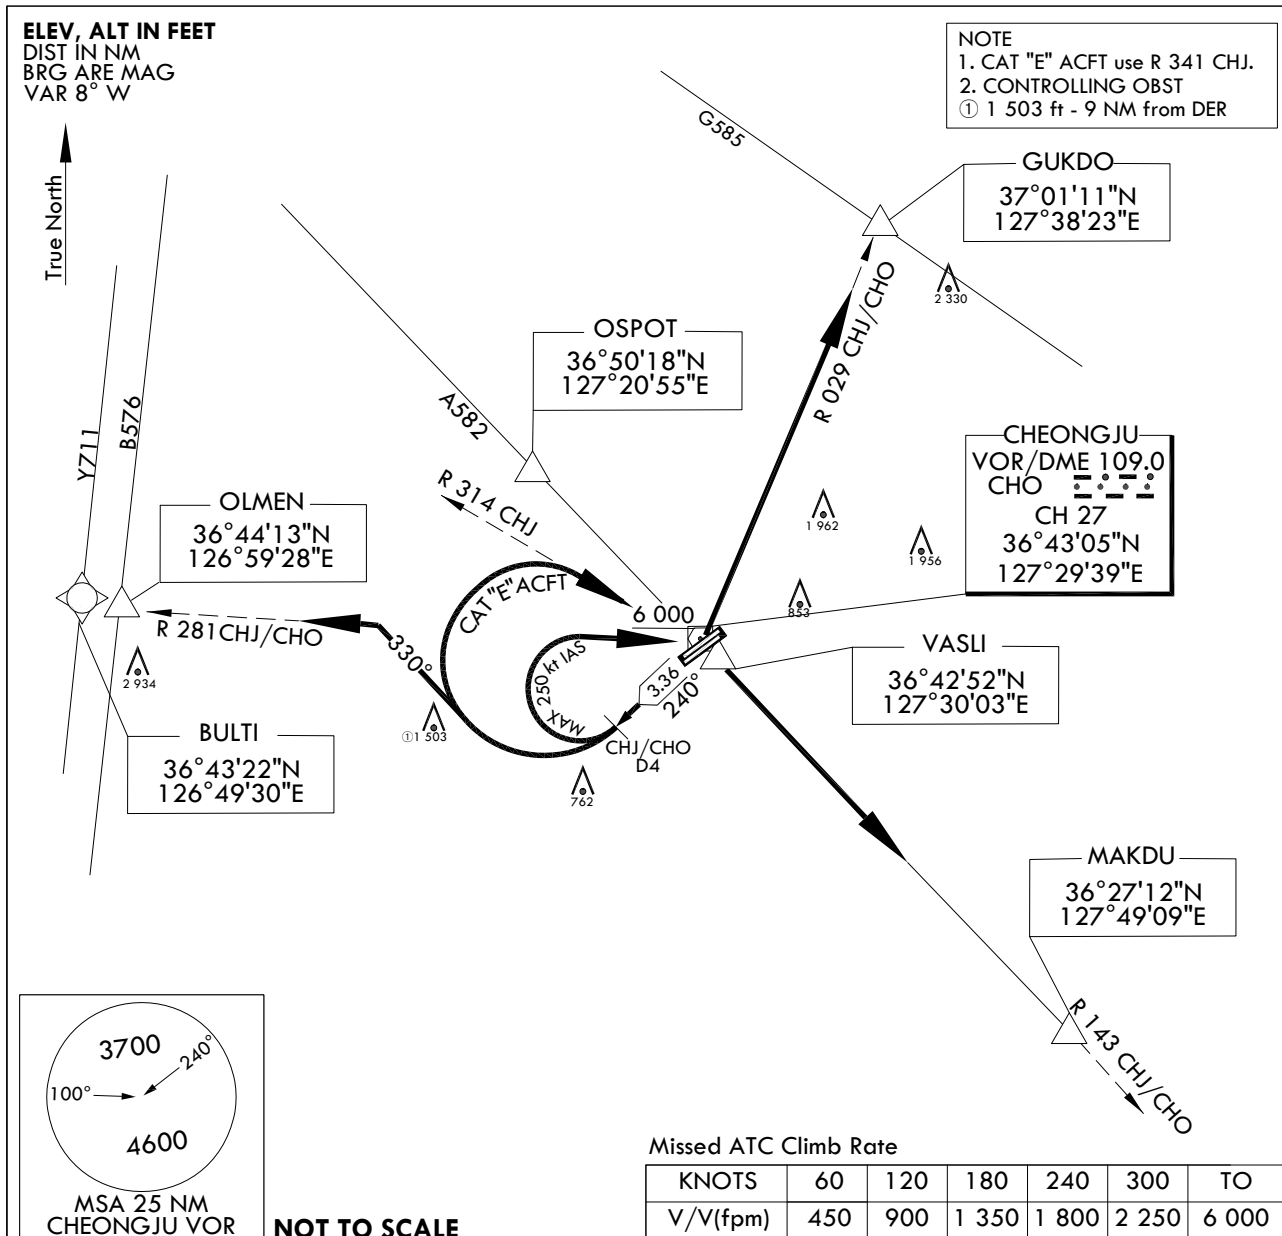 ELEV, ALT IN FEET
DIST IN NM
BRG ARE MAG
VAR 8° W
True North
NOTE
1. CAT "E" ACFT use R 341 CHJ.
2. CONTROLLING OBST
① 1 503 ft - 9 NM from DER
G585
GUKDO
37°01'11"N
127°38'23"E
2 330
R 029 CHJ/CHO
OSPOT
36°50'18"N
127°20'55"E
A582
Y711
B576
R 314 CHJ
CHEONGJU
VOR/DME 109.0
CHO
CH 27
36°43'05"N
127°29'39"E
1 962
1 956
853
OLMEN
36°44'13"N
126°59'28"E
R 281CHJ/CHO
330°
CAT "E" ACFT
MAX 250 kt IAS
6 000
3.36
240°
CHJ/CHO
D4
VASLI
36°42'52"N
127°30'03"E
2 934
①1 503
762
BULTI
36°43'22"N
126°49'30"E
MAKDU
36°27'12"N
127°49'09"E
R 143 CHJ/CHO
3700
240°
100°
4600
MSA 25 NM
CHEONGJU VOR
NOT TO SCALE
Missed ATC Climb Rate
KNOTS 60 120 180 240 300 TO
V/V(fpm) 450 900 1 350 1 800 2 250 6 000